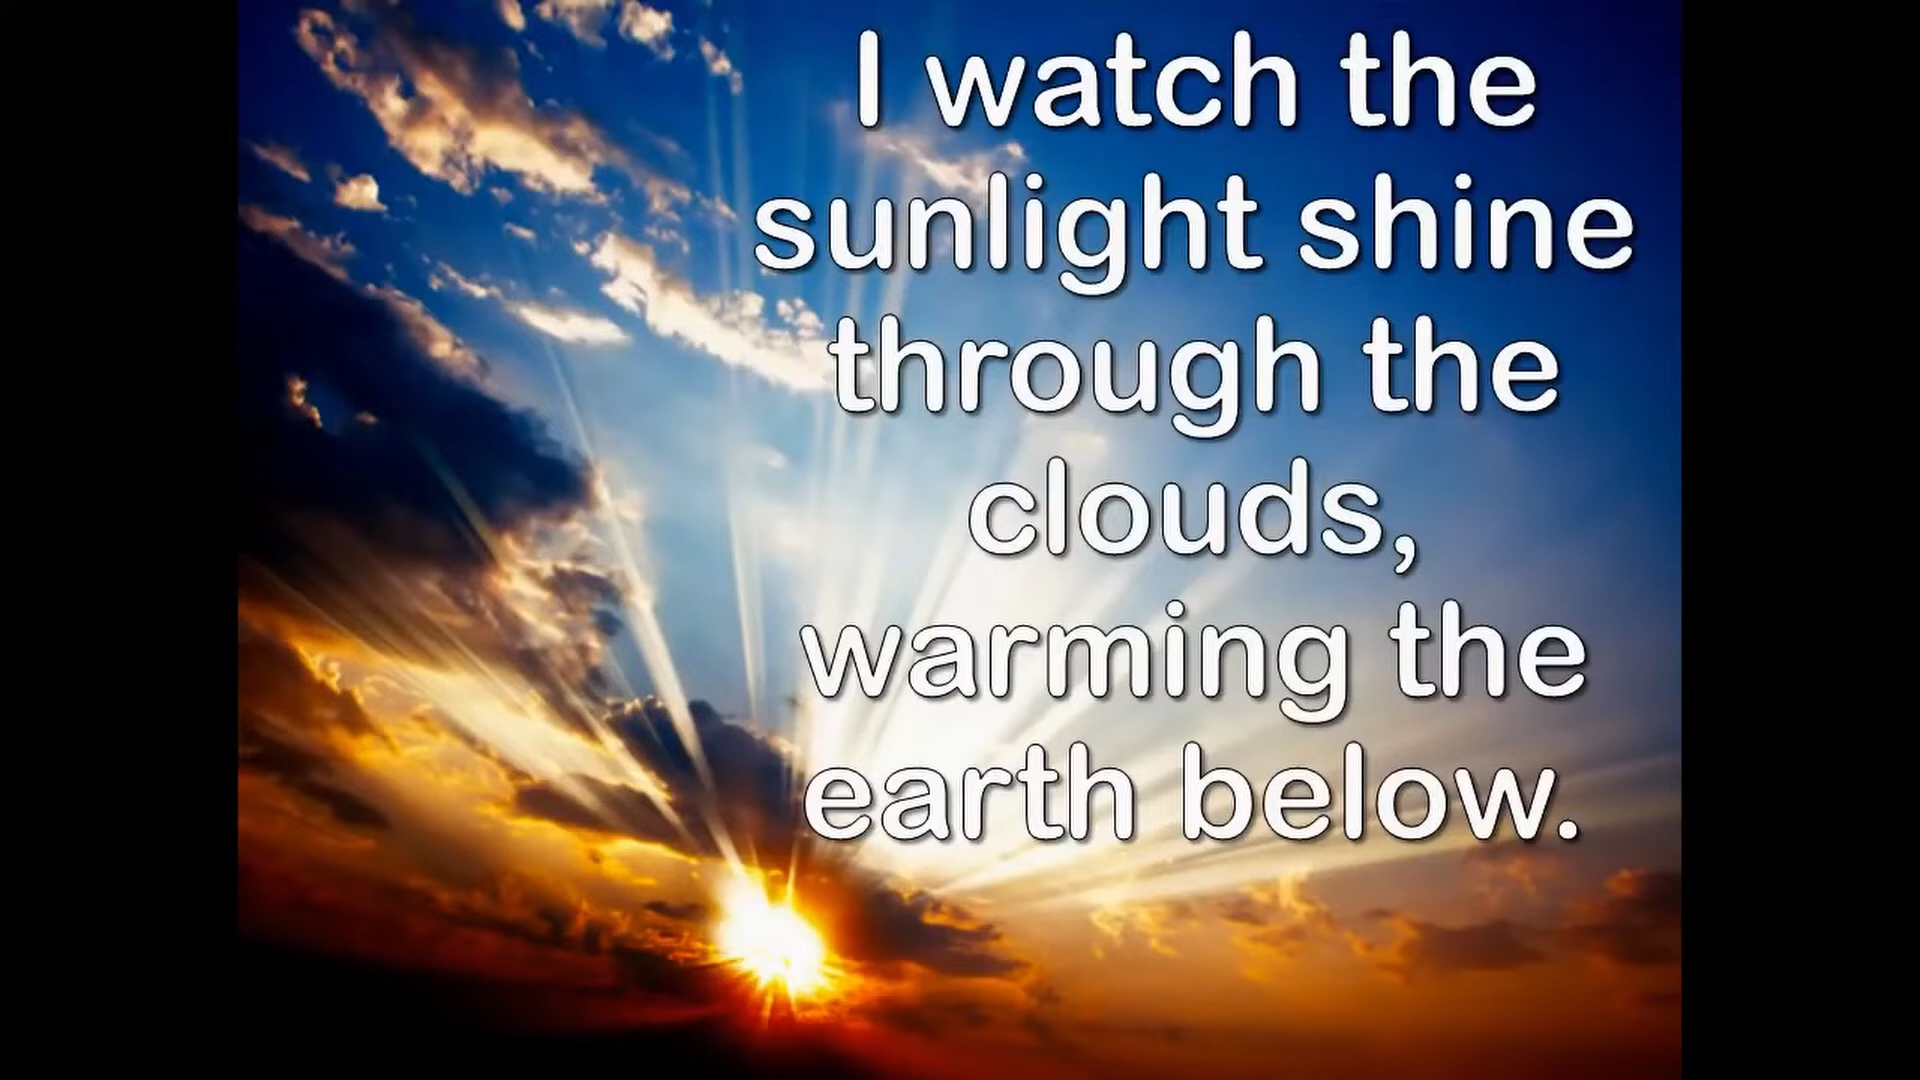 I watch the
sunlight shine
through the
clouds,
warming the
earth below.